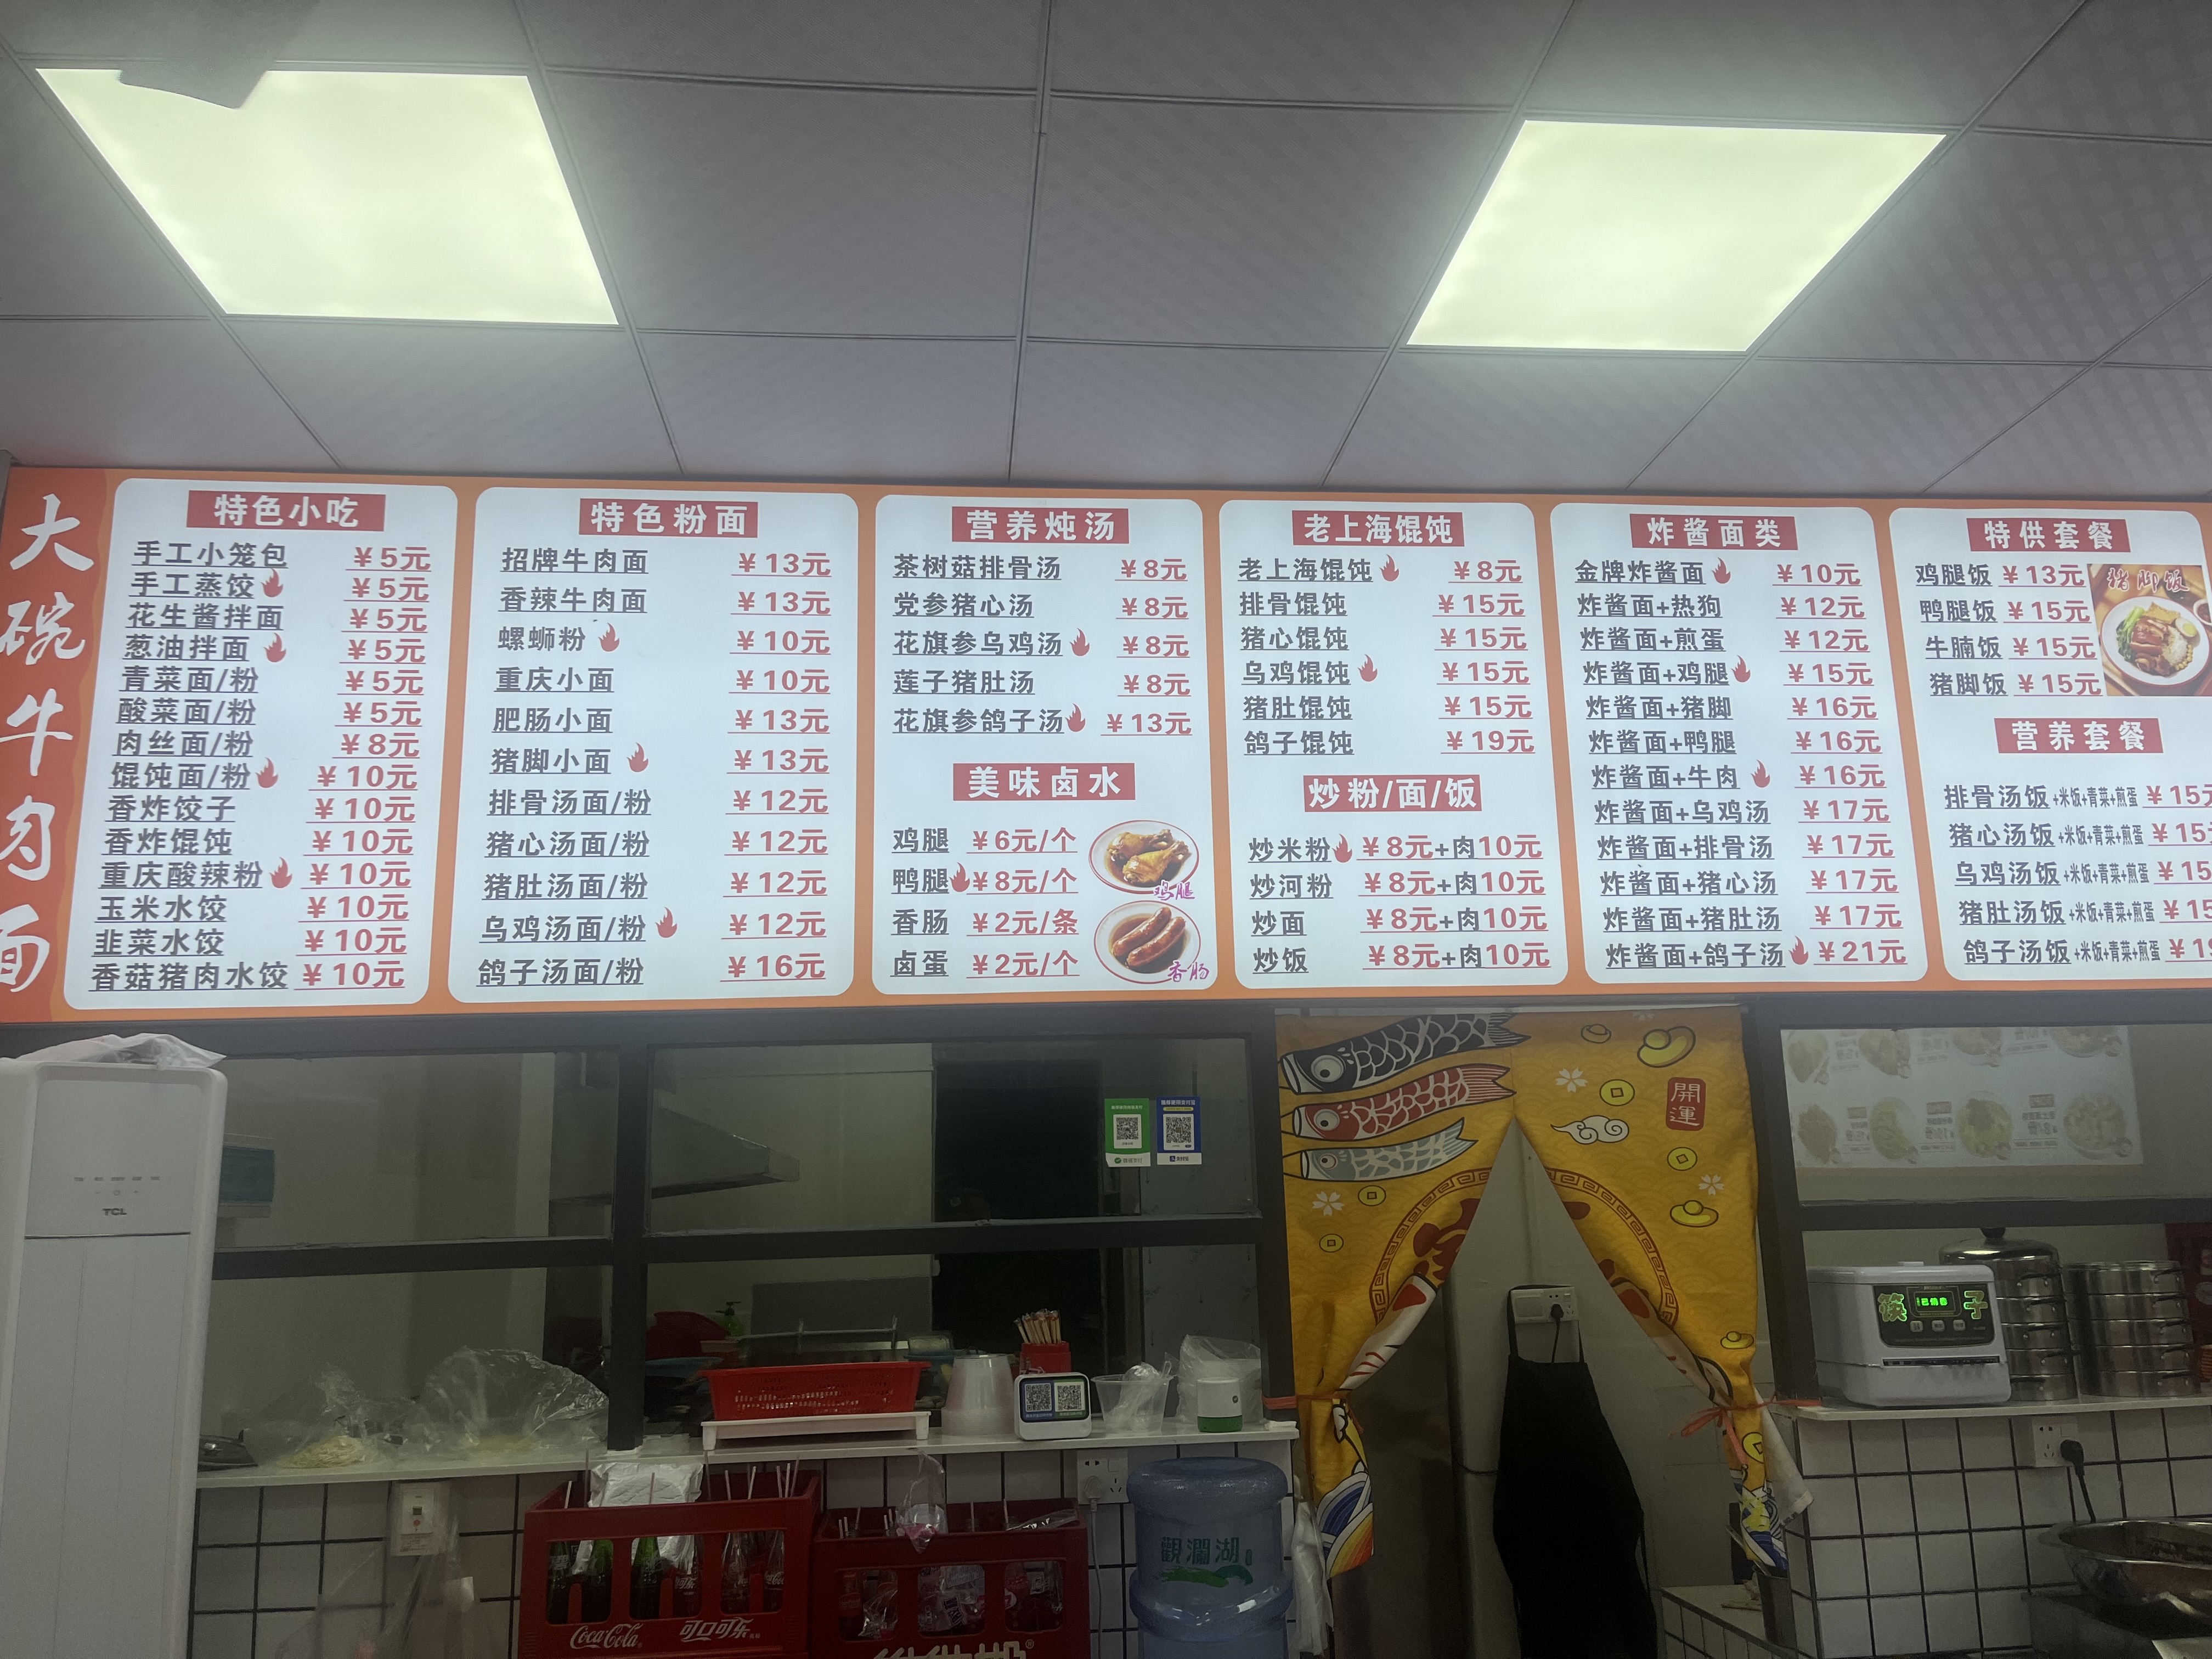 大碗牛肉面
特色小吃
手工小笼包 ¥5元
手工蒸饺 ¥5元
花生酱拌面 ¥5元
葱油拌面 ¥5元
青菜面/粉 ¥5元
酸菜面/粉 ¥5元
肉丝面/粉 ¥8元
馄饨面/粉 ¥10元
香炸饺子 ¥10元
香炸馄饨 ¥10元
重庆酸辣粉 ¥10元
玉米水饺 ¥10元
韭菜水饺 ¥10元
香菇猪肉水饺 ¥10元
特色粉面
招牌牛肉面 ¥13元
香辣牛肉面 ¥13元
螺蛳粉 ¥10元
重庆小面 ¥10元
肥肠小面 ¥13元
猪脚小面 ¥13元
排骨汤面/粉 ¥12元
猪心汤面/粉 ¥12元
猪肚汤面/粉 ¥12元
乌鸡汤面/粉 ¥12元
鸽子汤面/粉 ¥16元
营养炖汤
茶树菇排骨汤 ¥8元
党参猪心汤 ¥8元
花旗参乌鸡汤 ¥8元
莲子猪肚汤 ¥8元
花旗参鸽子汤 ¥13元
美味卤水
鸡腿 ¥6元/个
鸭腿 ¥8元/个
香肠 ¥2元/条
卤蛋 ¥2元/个
鸡腿
香肠
老上海馄饨
老上海馄饨 ¥8元
排骨馄饨 ¥15元
猪心馄饨 ¥15元
乌鸡馄饨 ¥15元
猪肚馄饨 ¥15元
鸽子馄饨 ¥19元
炒粉/面/饭
炒米粉 ¥8元+肉10元
炒河粉 ¥8元+肉10元
炒面 ¥8元+肉10元
炒饭 ¥8元+肉10元
炸酱面类
金牌炸酱面 ¥10元
炸酱面+热狗 ¥12元
炸酱面+煎蛋 ¥12元
炸酱面+鸡腿 ¥15元
炸酱面+猪脚 ¥16元
炸酱面+鸭腿 ¥16元
炸酱面+牛肉 ¥16元
炸酱面+乌鸡汤 ¥17元
炸酱面+排骨汤 ¥17元
炸酱面+猪心汤 ¥17元
炸酱面+猪肚汤 ¥17元
炸酱面+鸽子汤 ¥21元
特供套餐
鸡腿饭 ¥13元
鸭腿饭 ¥15元
牛腩饭 ¥15元
猪脚饭 ¥15元
猪脚饭
营养套餐
排骨汤饭+米饭+青菜+煎蛋 ¥15
猪心汤饭+米饭+青菜+煎蛋 ¥15
乌鸡汤饭+米饭+青菜+煎蛋 ¥15
猪肚汤饭+米饭+青菜+煎蛋 ¥15
鸽子汤饭+米饭+青菜+煎蛋
開運
TCL
筷子
觀瀾湖
Coca-Cola 可口可乐